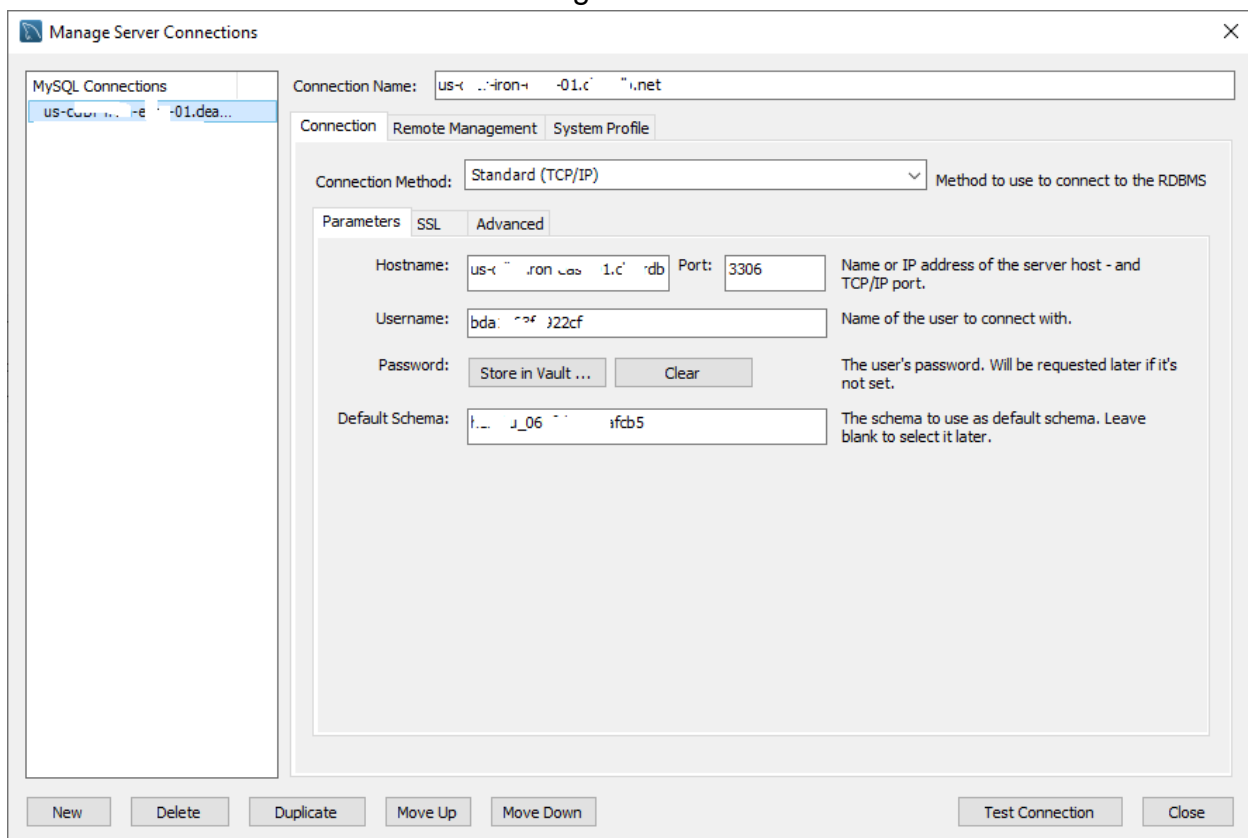 Manage Server Connections
MySQL Connections
-01.dea...
Connection Name: -01. .net
Connection Remote Management System Profile
Connection Method: Standard (TCP/IP) Method to use to connect to the RDBMS
Parameters SSL Advanced
Hostname: Port: 3306 Name or IP address of the server host - and
TCP/IP port.
Username: Name of the user to connect with.
Password: Store in Vault ... Clear The user's password. Will be requested later if it's
not set.
Default Schema: The schema to use as default schema. Leave
blank to select it later.
New Delete Duplicate Move Up Move Down Test Connection Close